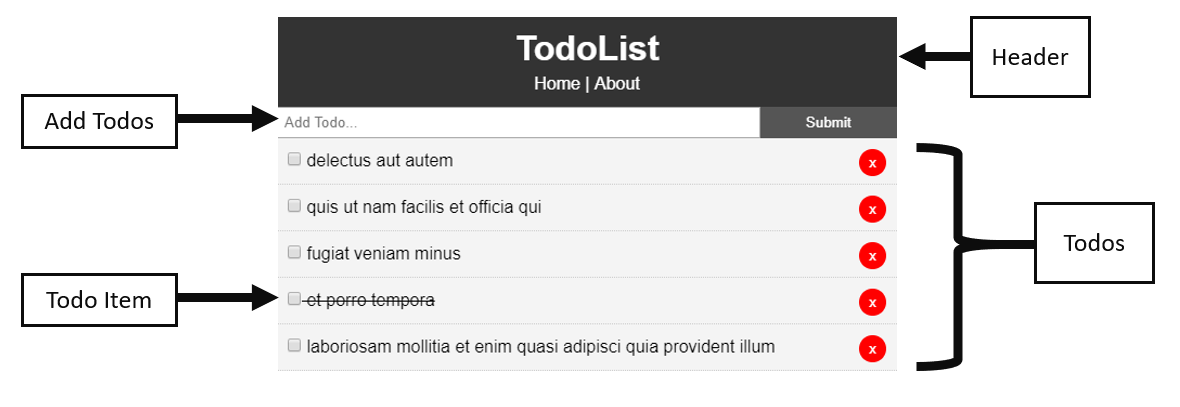 TodoList
Header
Home | About
Add Todos
Add Todo...
Submit
delectus aut autem
x
quis ut nam facilis et officia qui
x
Todos
fugiat veniam minus
x
Todo Item
et porro tempora
x
laboriosam mollitia et enim quasi adipisci quia provident illum
x